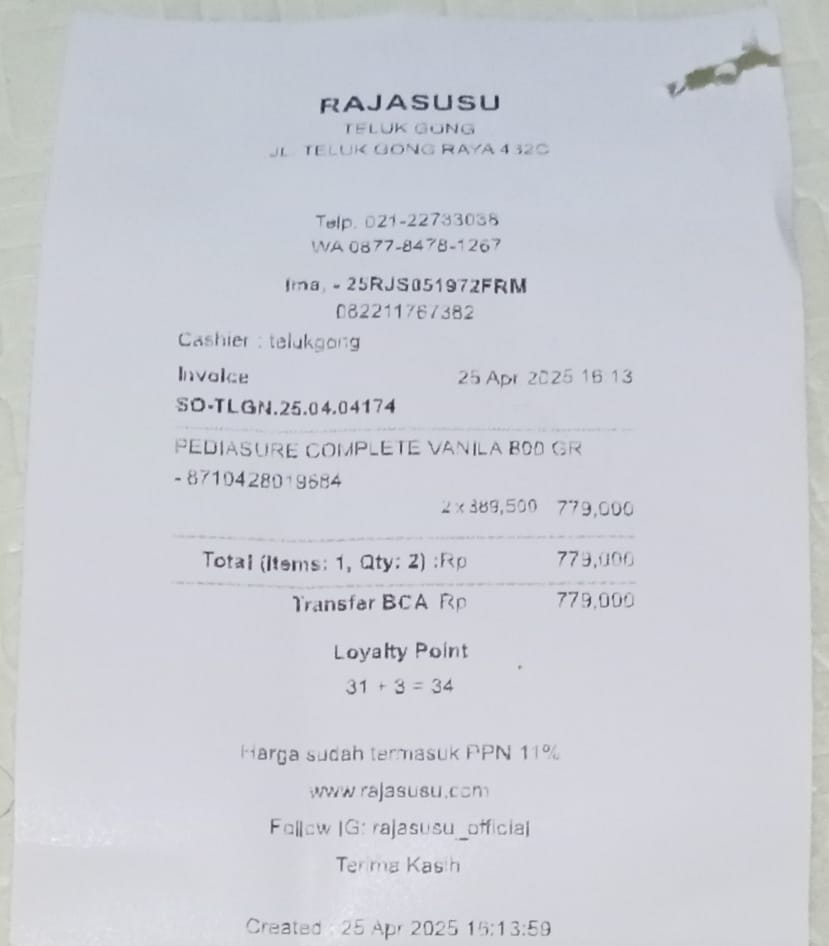 RAJASUSU
TELUK GONG
JL. TELUK GONG RAYA 432C
Telp. 021-22733038
WA 0877-8478-1267
Ima, - 25RJS051972FRM
082211767382
Cashier : telukgong
Invoice 25 Apr 2025 16:13
SO-TLGN.25.04.04174
PEDIASURE COMPLETE VANILA 800 GR
- 8710428019684
2 x 389,500 779,000
Total (Items: 1, Qty: 2) :Rp 779,000
Transfer BCA Rp 779,000
Loyalty Point
31 + 3 = 34
Harga sudah termasuk PPN 11%
www.rajasusu.com
Follow IG: rajasusu_official
Terima Kasih
Created : 25 Apr 2025 16:13:59